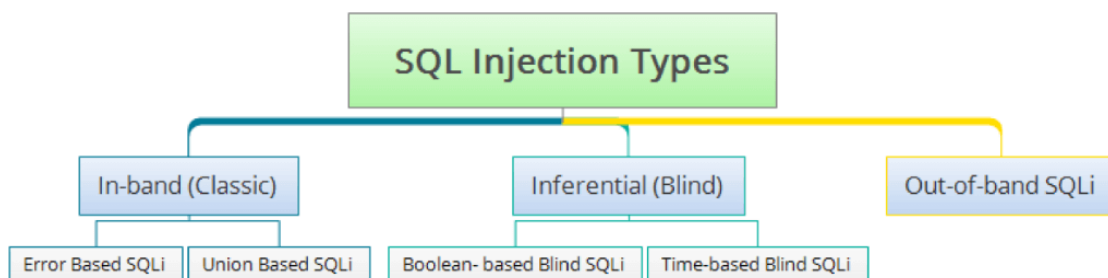 SQL Injection Types
In-band (Classic)
Inferential (Blind)
Out-of-band SQLi
Error Based SQLi
Union Based SQLi
Boolean- based Blind SQLi
Time-based Blind SQLi